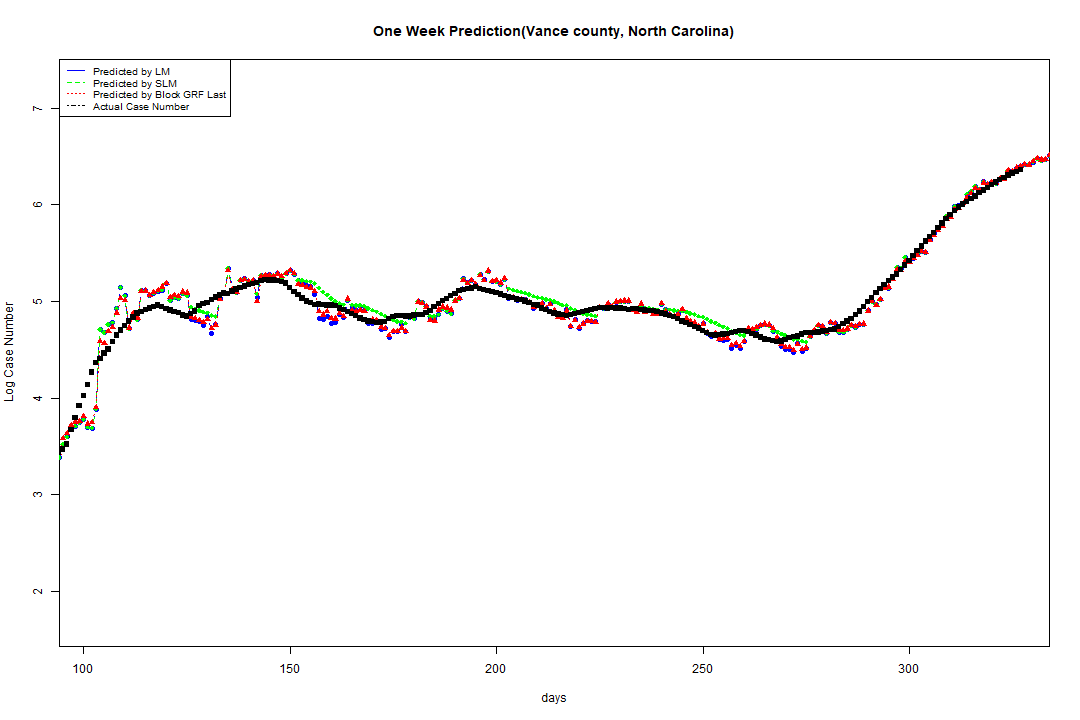 One Week Prediction(Vance county, North Carolina)
Predicted by LM
Predicted by SLM
Predicted by Block GRF Last
Actual Case Number
7
6
5
4
3
2
Log Case Number
100 150 200 250 300
days